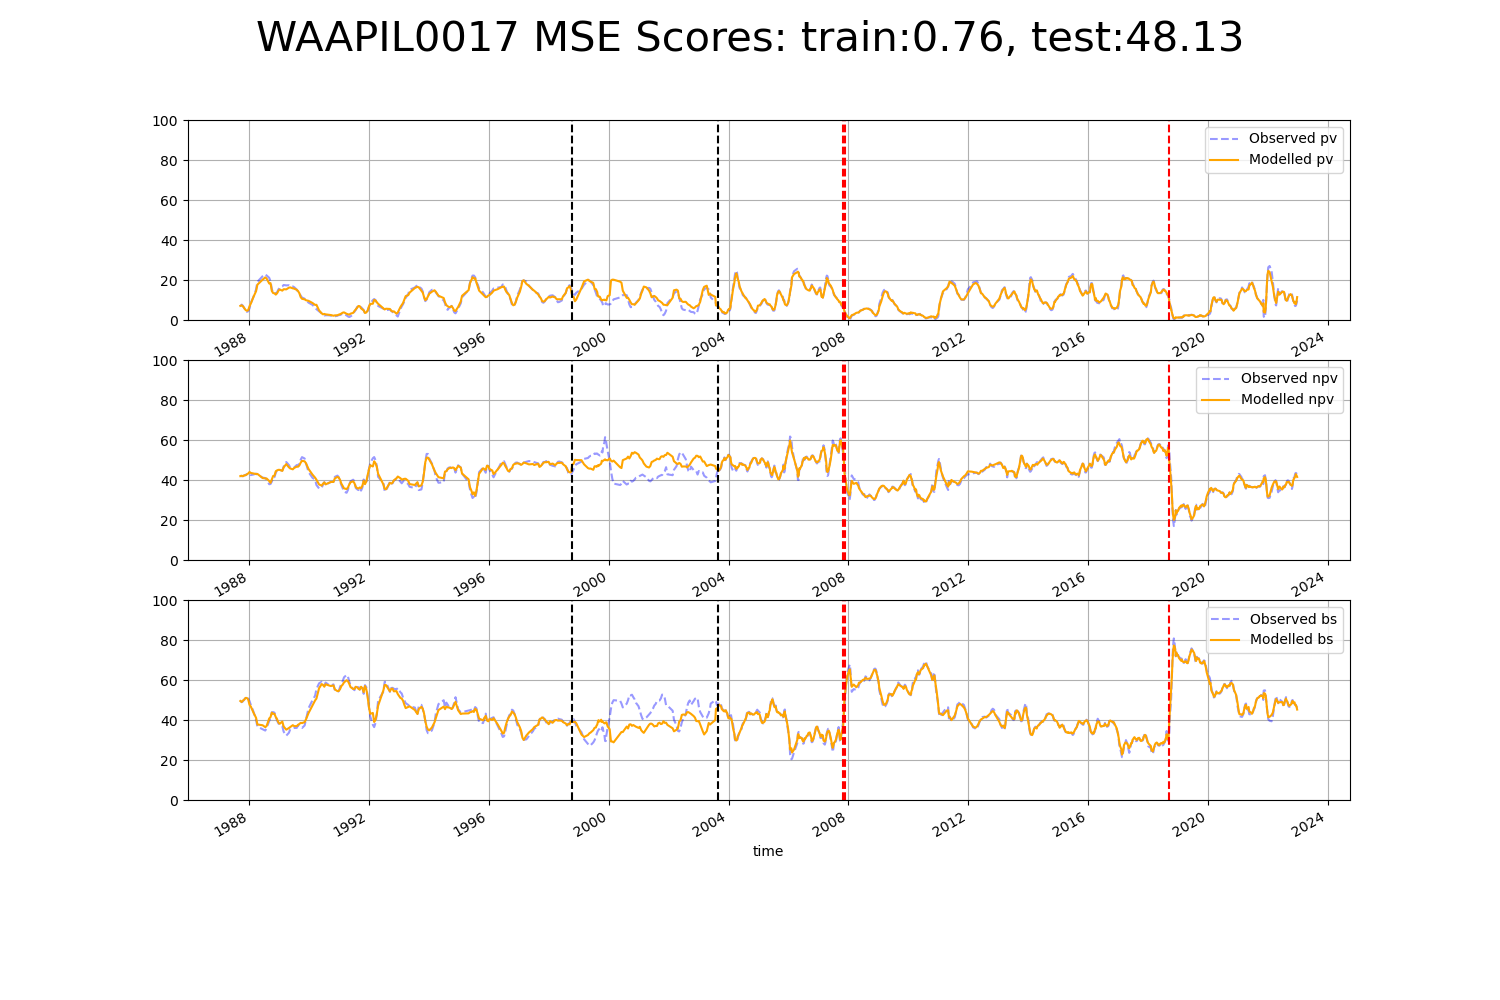 WAAPIL0017 MSE Scores: train:0.76, test:48.13
100
80
60
40
20
0
Observed pv
Modelled pv
1988 1992 1996 2000 2004 2008 2012 2016 2020 2024
100
80
60
40
20
0
Observed npv
Modelled npv
1988 1992 1996 2000 2004 2008 2012 2016 2020 2024
100
80
60
40
20
0
Observed bs
Modelled bs
1988 1992 1996 2000 2004 2008 2012 2016 2020 2024
time